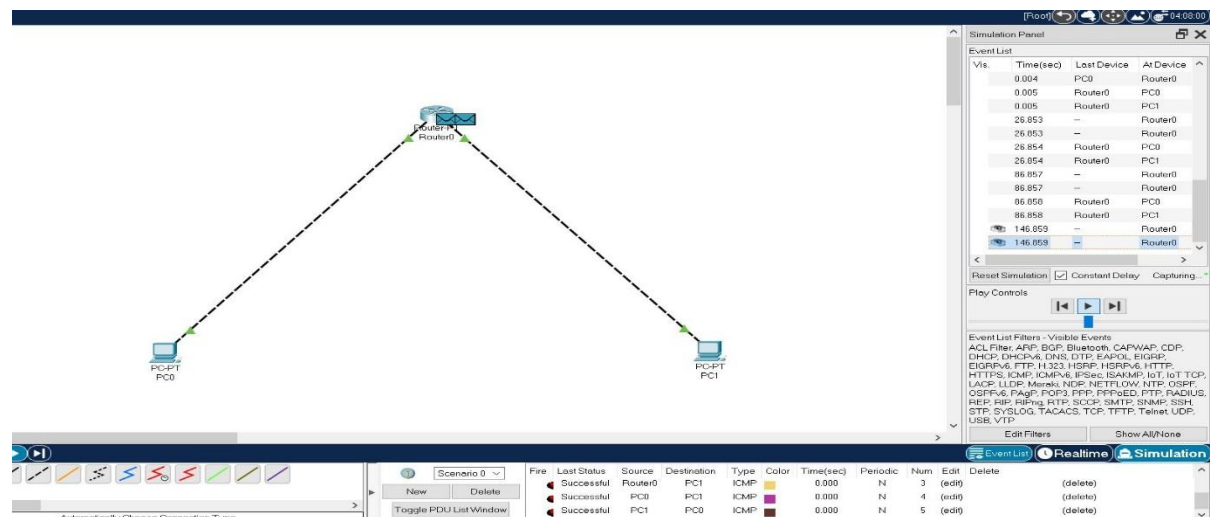 [Root]
04:08:00
Simulation Panel
Event List
Vis. Time(sec) Last Device At Device
0.004 PC0 Router0
0.005 Router0 PC0
0.005 Router0 PC1
26.853 -- Router0
26.853 -- Router0
26.854 Router0 PC0
26.854 Router0 PC1
86.857 -- Router0
86.857 -- Router0
86.858 Router0 PC0
86.858 Router0 PC1
146.859 -- Router0
146.859 -- Router0
Reset Simulation Constant Delay Capturing...
Play Controls
Event List Filters - Visible Events
ACL Filter, ARP, BGP, Bluetooth, CAPWAP, CDP,
DHCP, DHCPv6, DNS, DTP, EAPOL, EIGRP,
EIGRPv6, FTP, H.323, HSRP, HSRPv6, HTTP,
HTTPS, ICMP, ICMPv6, IPSec, ISAKMP, IoT, IoT TCP,
LACP, LLDP, Meraki, NDP, NETFLOW, NTP, OSPF,
OSPFv6, PAgP, POP3, PPP, PPPoED, PTP, RADIUS,
REP, RIP, RIPng, RTP, SCCP, SMTP, SNMP, SSH,
STP, SYSLOG, TACACS, TCP, TFTP, Telnet, UDP,
USB, VTP
Edit Filters Show All/None
Event List Realtime Simulation
Router0
PC-PT
PC0
PC-PT
PC1
Scenario 0
New Delete
Toggle PDU List Window
Fire Last Status Source Destination Type Color Time(sec) Periodic Num Edit Delete
Successful Router0 PC1 ICMP 0.000 N 3 (edit) (delete)
Successful PC0 PC1 ICMP 0.000 N 4 (edit) (delete)
Successful PC1 PC0 ICMP 0.000 N 5 (edit) (delete)
Automatically Choose Connection Type